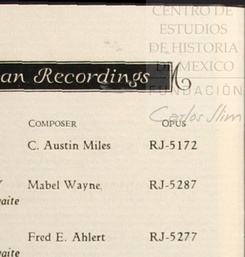 CENTRO DE
ESTUDIOS
DE HISTORIA
DE MEXICO
FUNDACIÓN
Carlos Slim
an Recordings
COMPOSER OPUS
C. Austin Miles RJ-5172
Mabel Wayne RJ-5287
aite
Fred E. Ahlert RJ-5277
aite